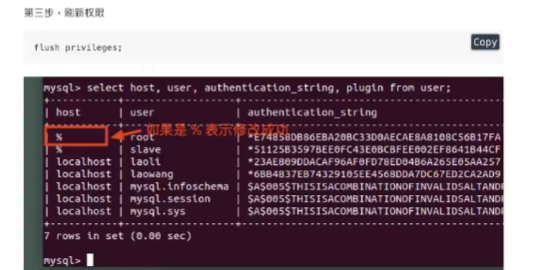 第三步，刷新权限
flush privileges;
Copy
mysql> select host, user, authentication_string, plugin from user;
| host | user | authentication_string
| % | root | *E74858DB86EBA20BC33D0AECAE8A8108C56B17FA
如果是 % 表示修改成功
| % | slave | *51125B3597BEE0FC43E0BCBFEE002EF8641B44CF
| localhost | laoli | *23AE809DDACAF96AF0FD78ED04B6A265E05AA257
| localhost | laowang | *6BB4837EB74329105EE4568DDA7DC67ED2CA2AD9
| localhost | mysql.infoschema | $A$005$THISISACOMBINATIONOFINVALIDSALTANDP
| localhost | mysql.session | $A$005$THISISACOMBINATIONOFINVALIDSALTANDP
| localhost | mysql.sys | $A$005$THISISACOMBINATIONOFINVALIDSALTANDP
7 rows in set (0.00 sec)
mysql>